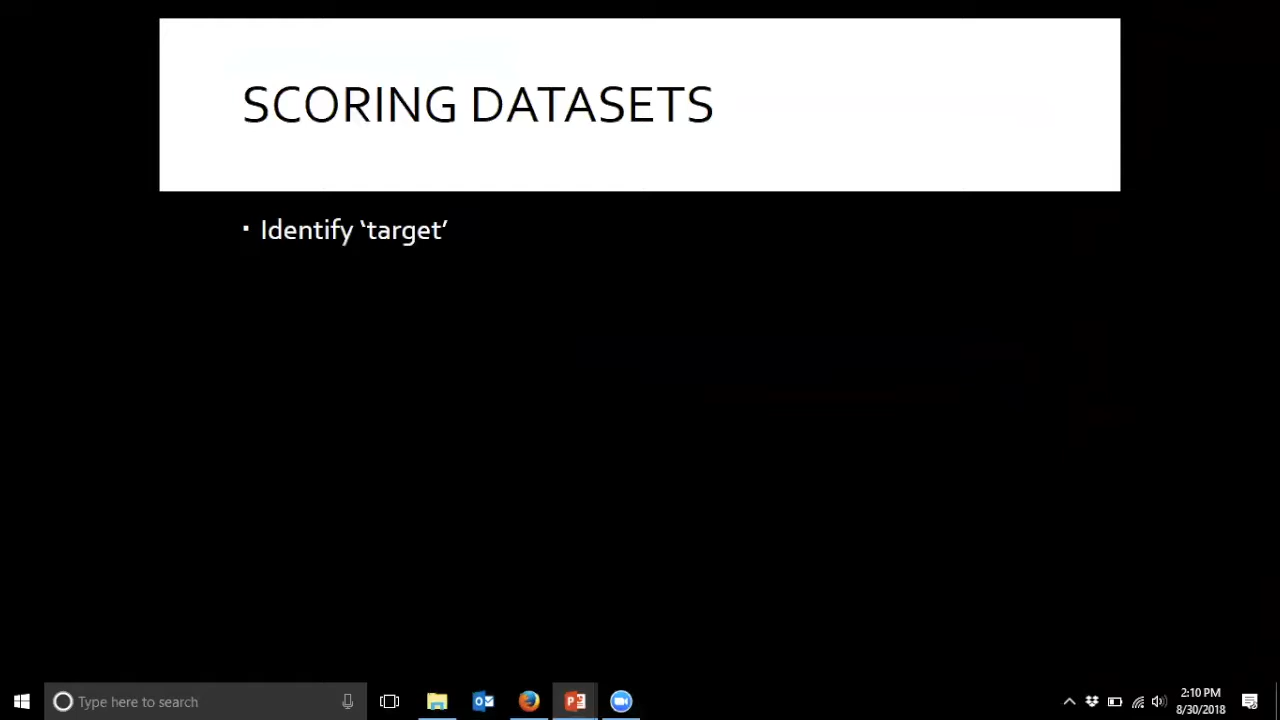 SCORING DATASETS
▪ Identify ‘target’
Type here to search
2:10 PM
8/30/2018